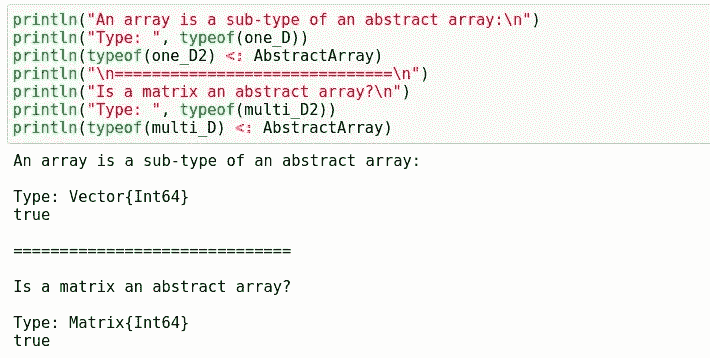 println("An array is a sub-type of an abstract array:\n")
println("Type: ", typeof(one_D))
println(typeof(one_D2) <: AbstractArray)
println("\n==============================\n")
println("Is a matrix an abstract array?\n")
println("Type: ", typeof(multi_D2))
println(typeof(multi_D) <: AbstractArray)
An array is a sub-type of an abstract array:
Type: Vector{Int64}
true
==============================
Is a matrix an abstract array?
Type: Matrix{Int64}
true